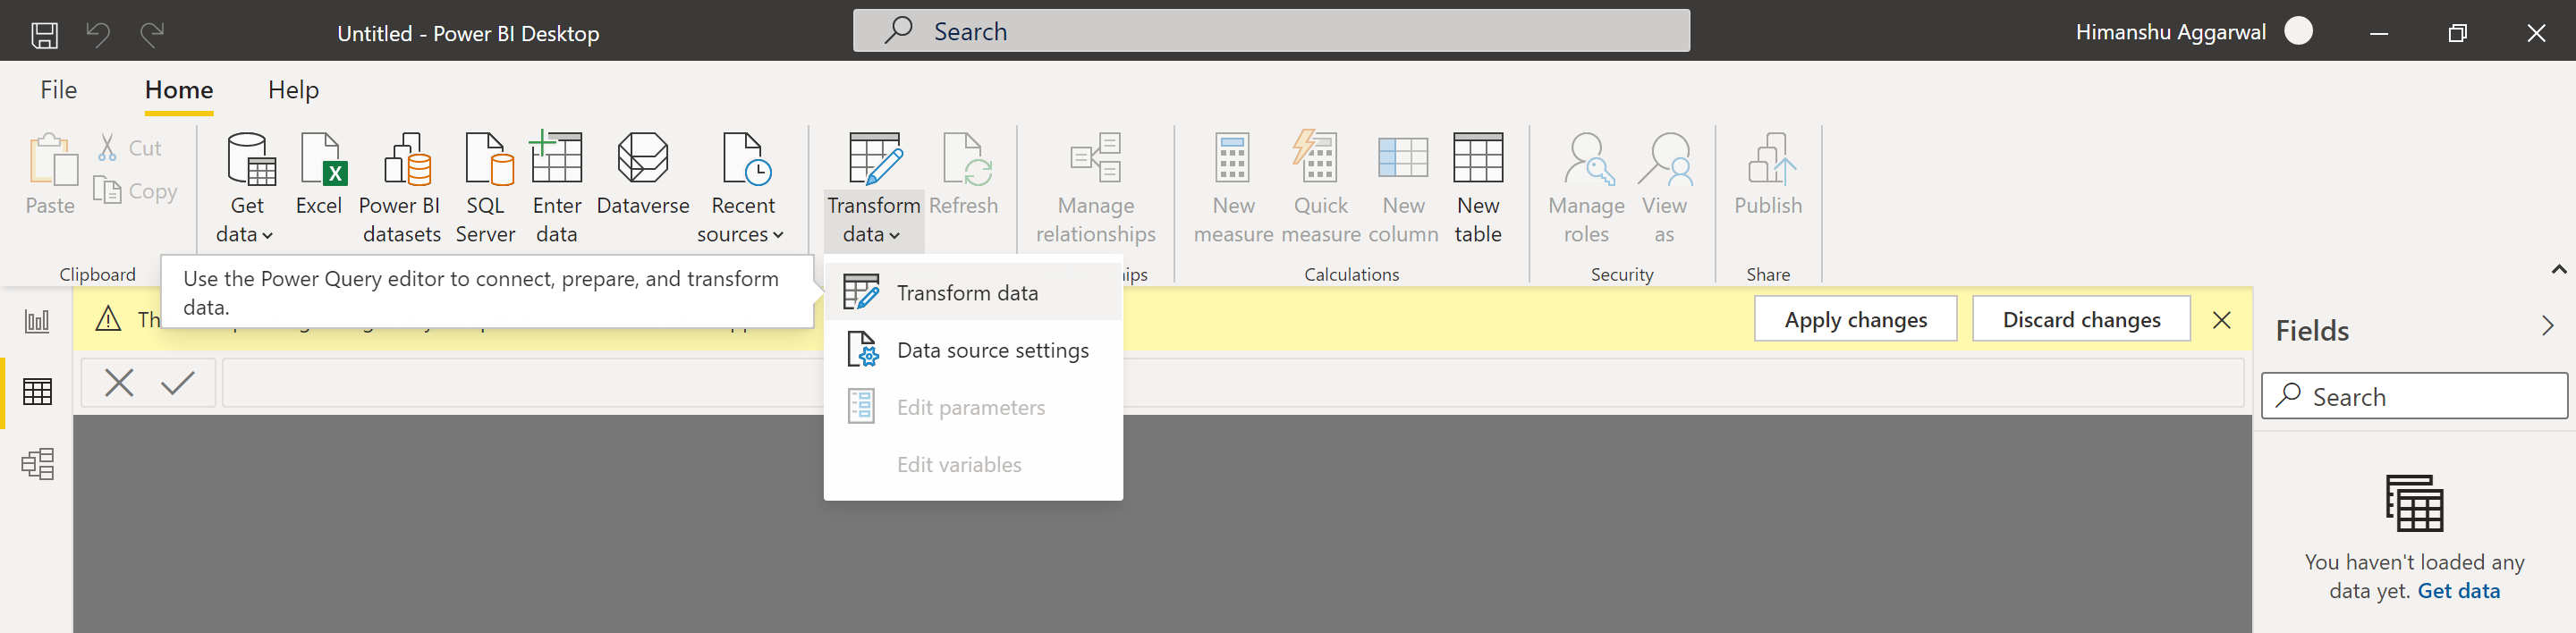 Untitled - Power BI Desktop
Search
Himanshu Aggarwal
File
Home
Help
Paste
Cut
Copy
Clipboard
Get
data
Excel
Power BI
datasets
SQL
Server
Enter
data
Dataverse
Recent
sources
Transform
data
Refresh
Manage
relationships
New
measure
Quick
measure
New
column
New
table
Calculations
Manage
roles
View
as
Security
Publish
Share
Use the Power Query editor to connect, prepare, and transform
data.
Transform data
Data source settings
Edit parameters
Edit variables
Apply changes
Discard changes
Fields
Search
You haven't loaded any
data yet. Get data